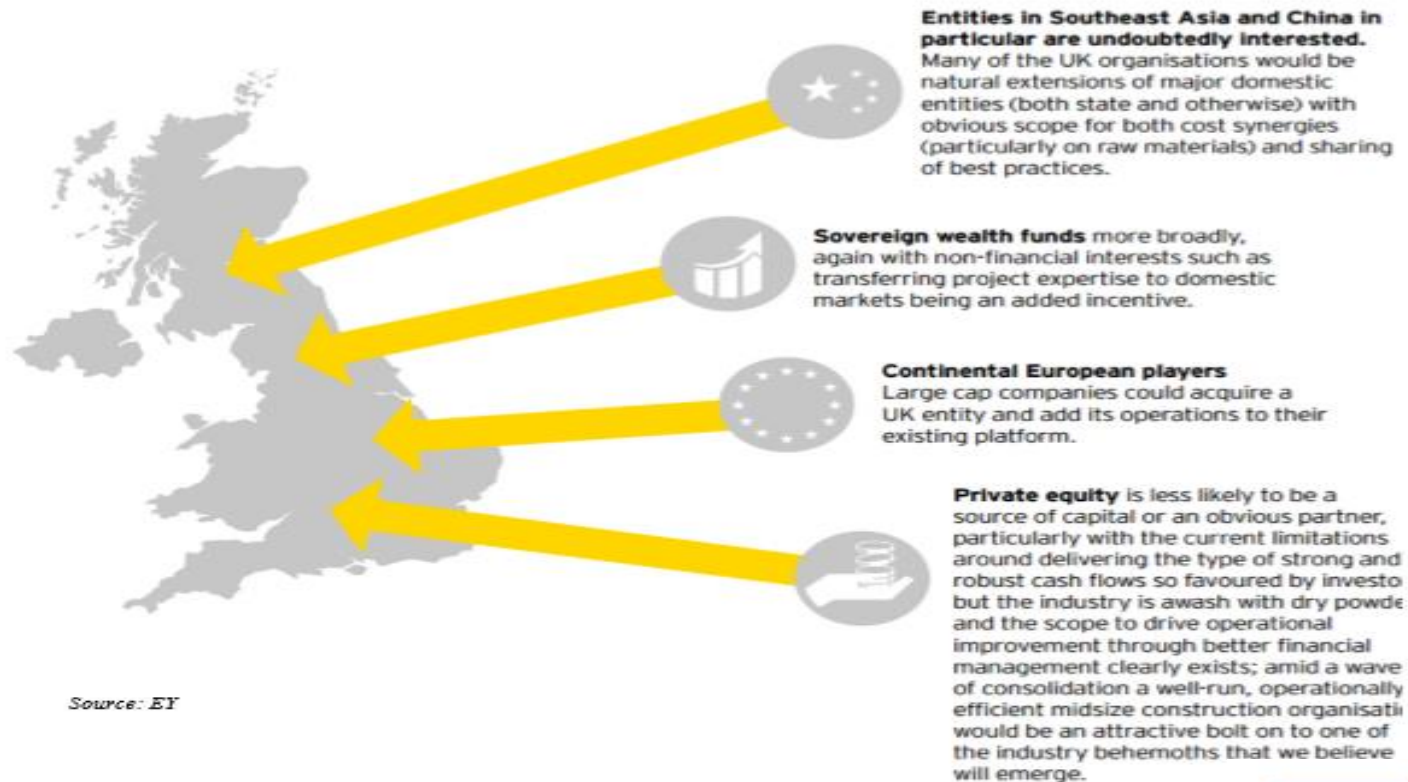 Entities in Southeast Asia and China in
particular are undoubtedly interested.
Many of the UK organisations would be
natural extensions of major domestic
entities (both state and otherwise) with
obvious scope for both cost synergies
(particularly on raw materials) and sharing
of best practices.
Sovereign wealth funds more broadly,
again with non-financial interests such as
transferring project expertise to domestic
markets being an added incentive.
Continental European players
Large cap companies could acquire a
UK entity and add its operations to their
existing platform.
Private equity is less likely to be a
source of capital or an obvious partner,
particularly with the current limitations
around delivering the type of strong and
robust cash flows so favoured by investo
but the industry is awash with dry powde
and the scope to drive operational
improvement through better financial
management clearly exists; amid a wave
of consolidation a well-run, operationally
efficient midsize construction organisati
would be an attractive bolt on to one of
the industry behemoths that we believe
will emerge.
Source: EY